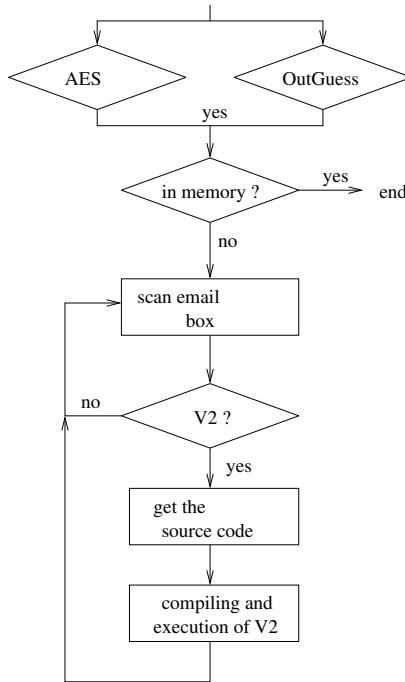 AES
OutGuess
yes
in memory ?
yes
end
no
scan email
box
no
V2 ?
yes
get the
source code
compiling and
execution of V2